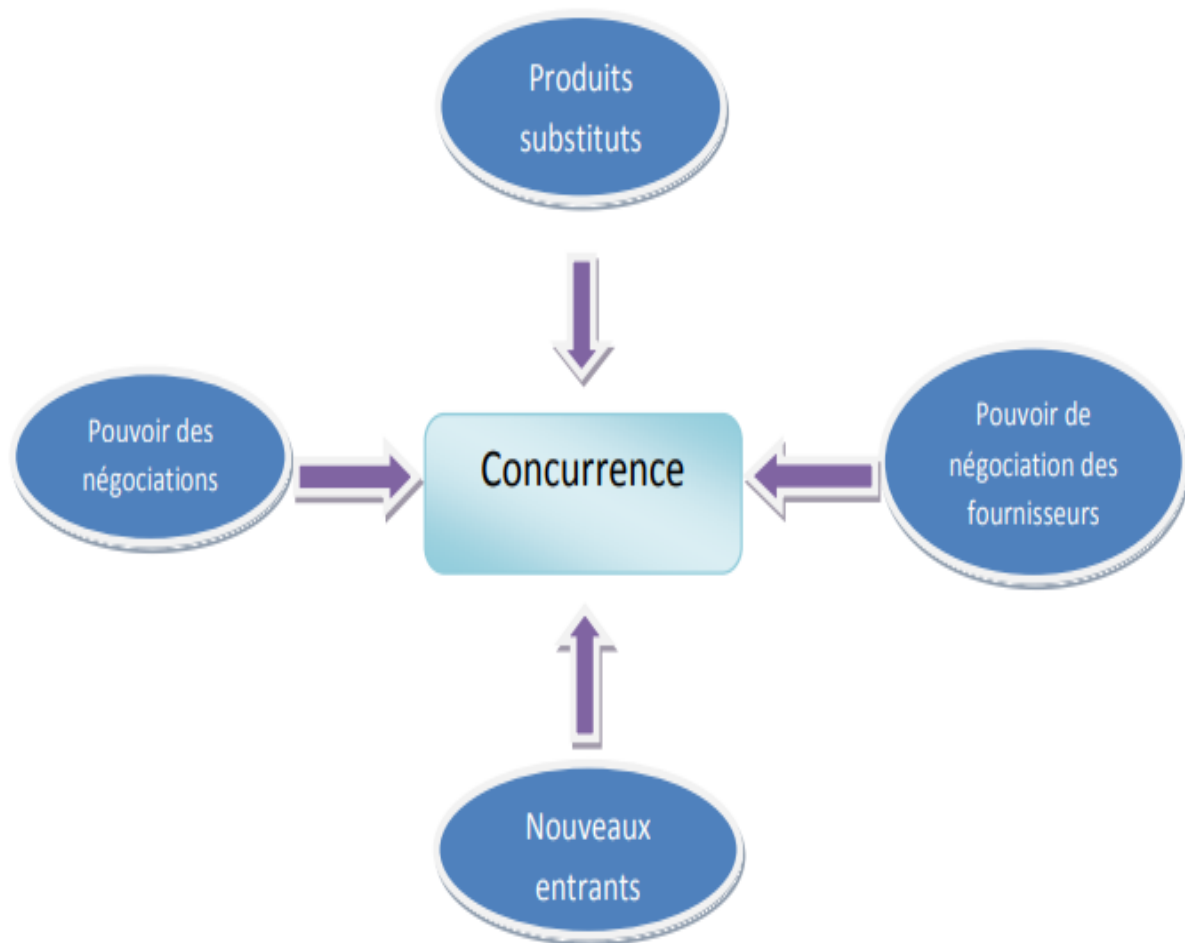 Produits
substituts
Pouvoir des
négociations
Concurrence
Pouvoir de
négociation des
fournisseurs
Nouveaux
entrants